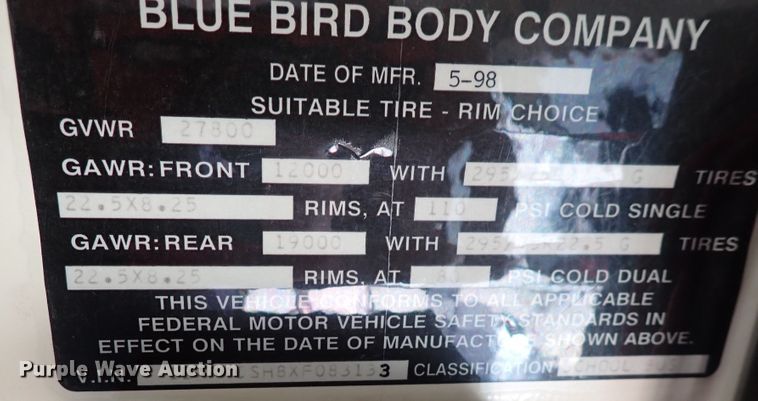 BLUE BIRD BODY COMPANY
DATE OF MFR. 5-98
SUITABLE TIRE - RIM CHOICE
GVWR 27800
GAWR: FRONT 12000 WITH G TIRES
22.5X8.25 RIMS, AT 110 PSI COLD SINGLE
GAWR: REAR 19000 WITH 22.5 G TIRES
22.5X8.25 RIMS, AT PSI COLD DUAL
THIS VEHICLE CONFORMS TO ALL APPLICABLE
FEDERAL MOTOR VEHICLE SAFETY STANDARDS IN
EFFECT ON THE DATE OF MANUFACTURE SHOWN ABOVE.
V.I.N. CLASSIFICATION SCHOOL BUS
Purple Wave Auction